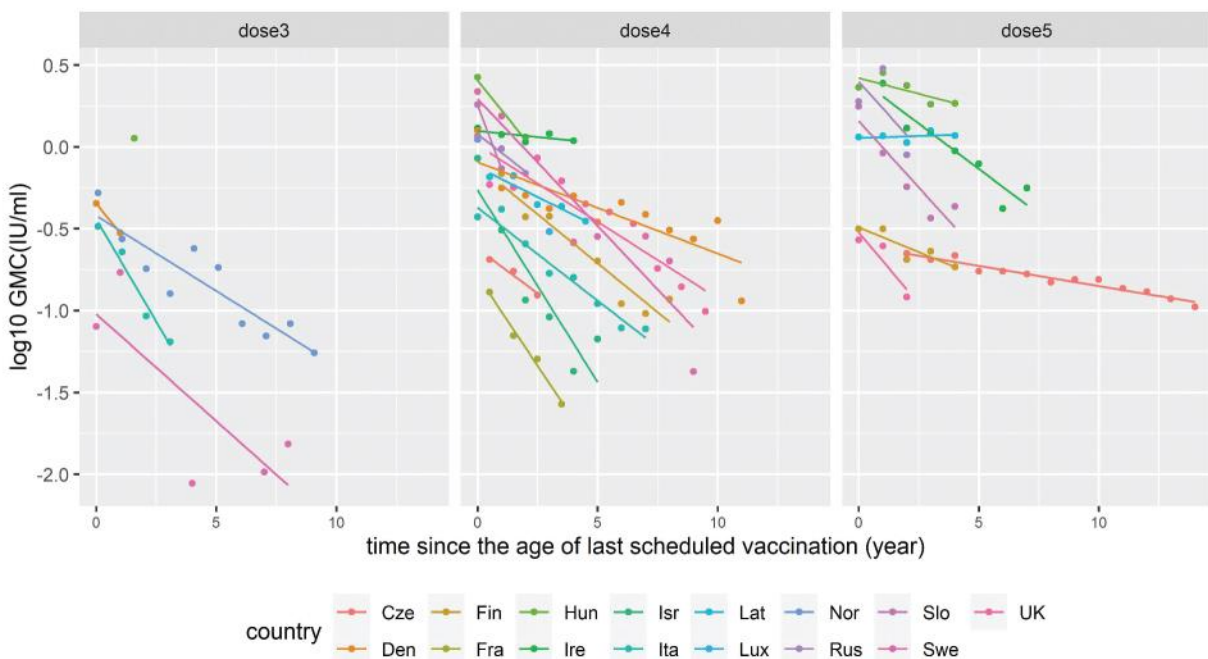 dose3 dose4 dose5
log10 GMC(IU/ml)
0.5
0.0
-0.5
-1.0
-1.5
-2.0
0 5 10 0 5 10 0 5 10
time since the age of last scheduled vaccination (year)
country
Cze Fin Hun Isr Lat Nor Slo UK
Den Fra Ire Ita Lux Rus Swe